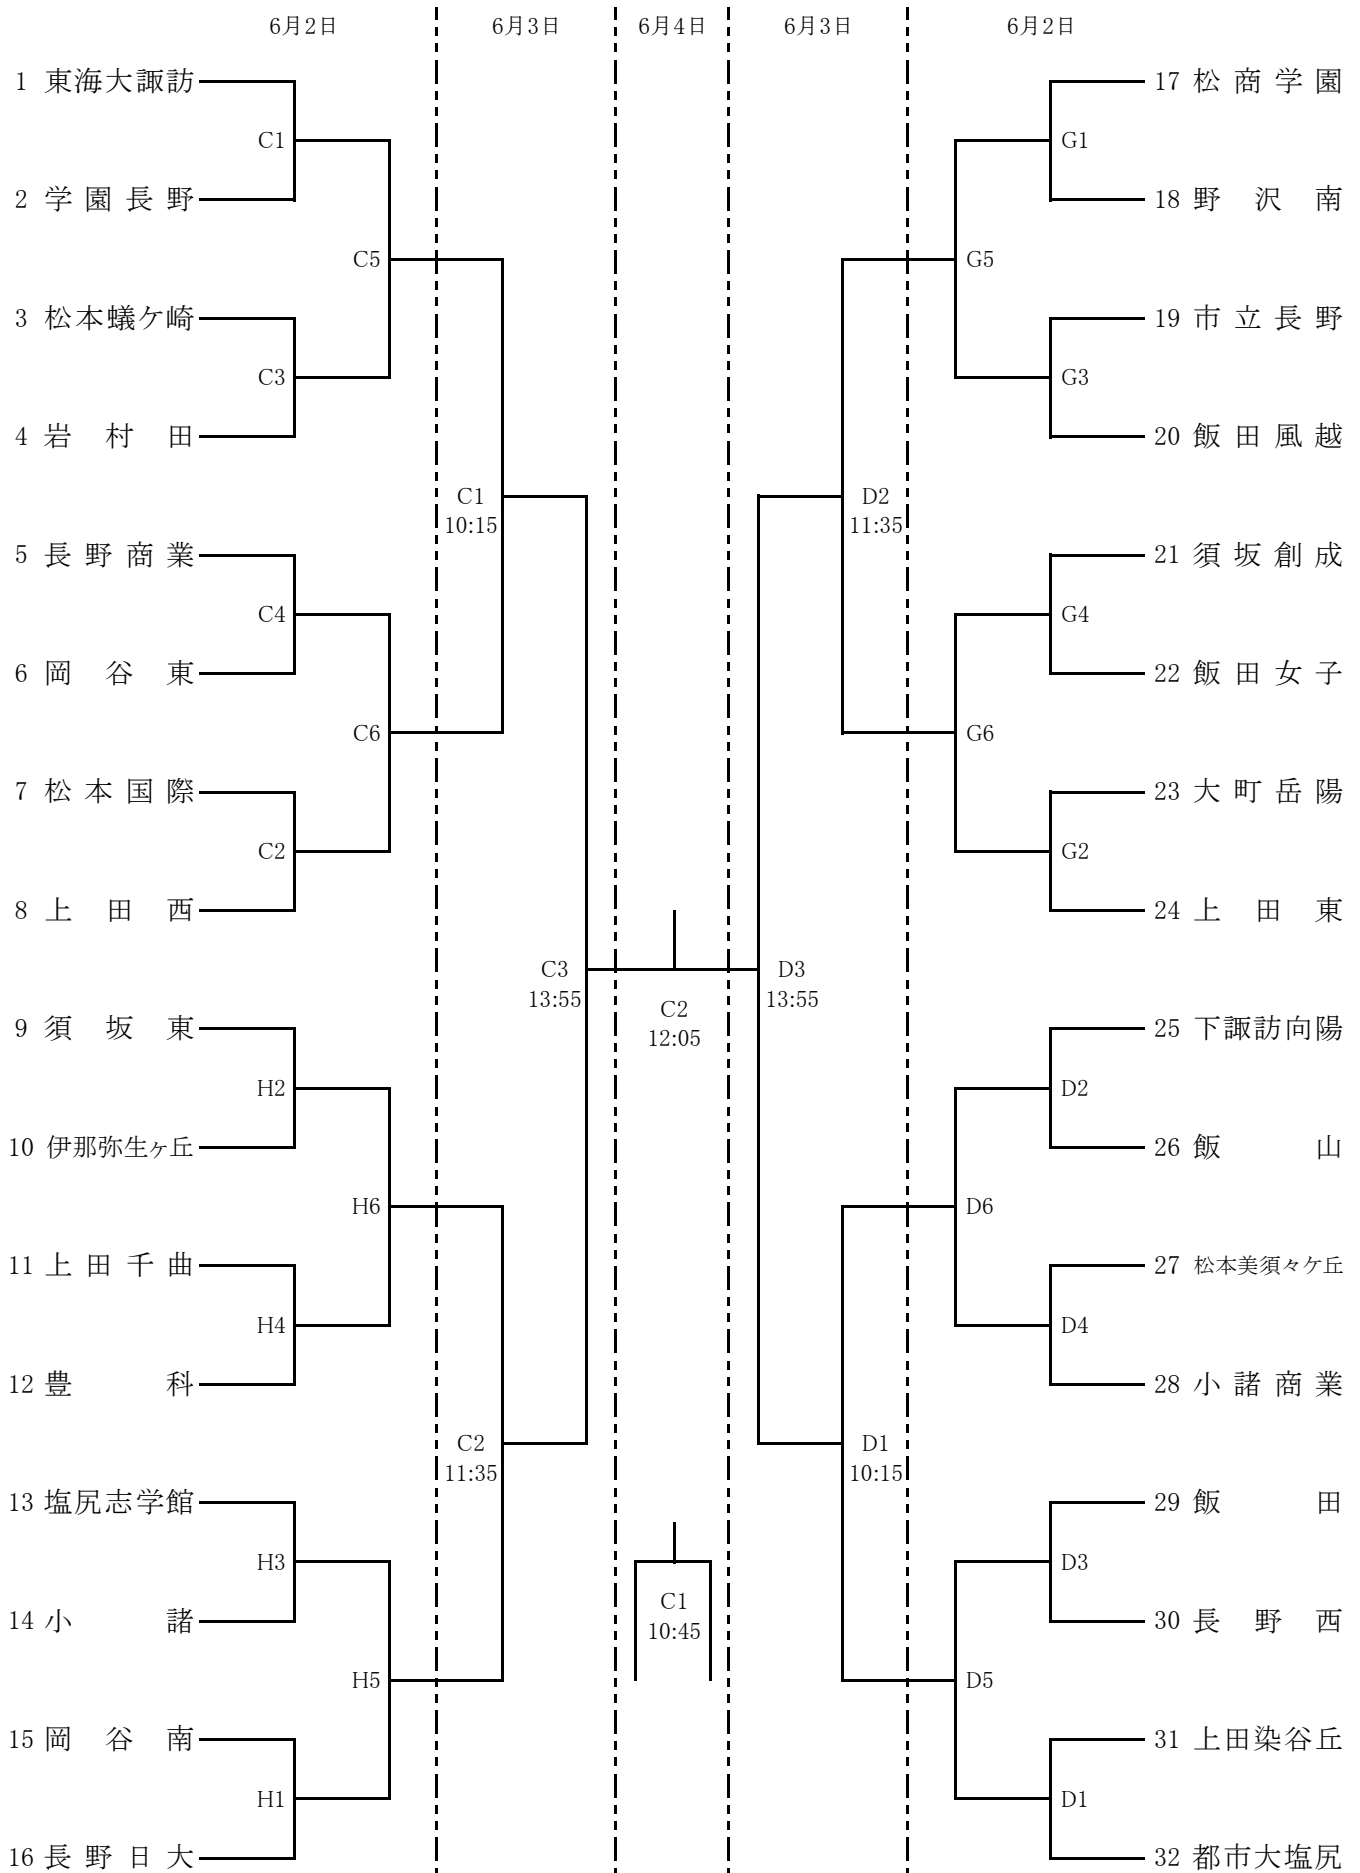 6月2日 6月3日 6月4日 6月3日 6月2日
1 東海大諏訪 17 松商学園
C1 G1
2 学園長野 18 野沢南
C5 G5
3 松本蟻ケ崎 19 市立長野
C3 G3
4 岩村田 20 飯田風越
C1 D2
10:15 11:35
5 長野商業 21 須坂創成
C4 G4
6 岡谷東 22 飯田女子
C6 G6
7 松本国際 23 大町岳陽
C2 G2
8 上田西 24 上田東
C3 D3
13:55 13:55
C2
12:05
9 須坂東 25 下諏訪向陽
H2 D2
10 伊那弥生ヶ丘 26 飯山
H6 D6
11 上田千曲 27 松本美須々ケ丘
H4 D4
12 豊科 28 小諸商業
C2 D1
11:35 10:15
13 塩尻志学館 29 飯田
H3 D3
C1
10:45
14 小諸 30 長野西
H5 D5
15 岡谷南 31 上田染谷丘
H1 D1
16 長野日大 32 都市大塩尻